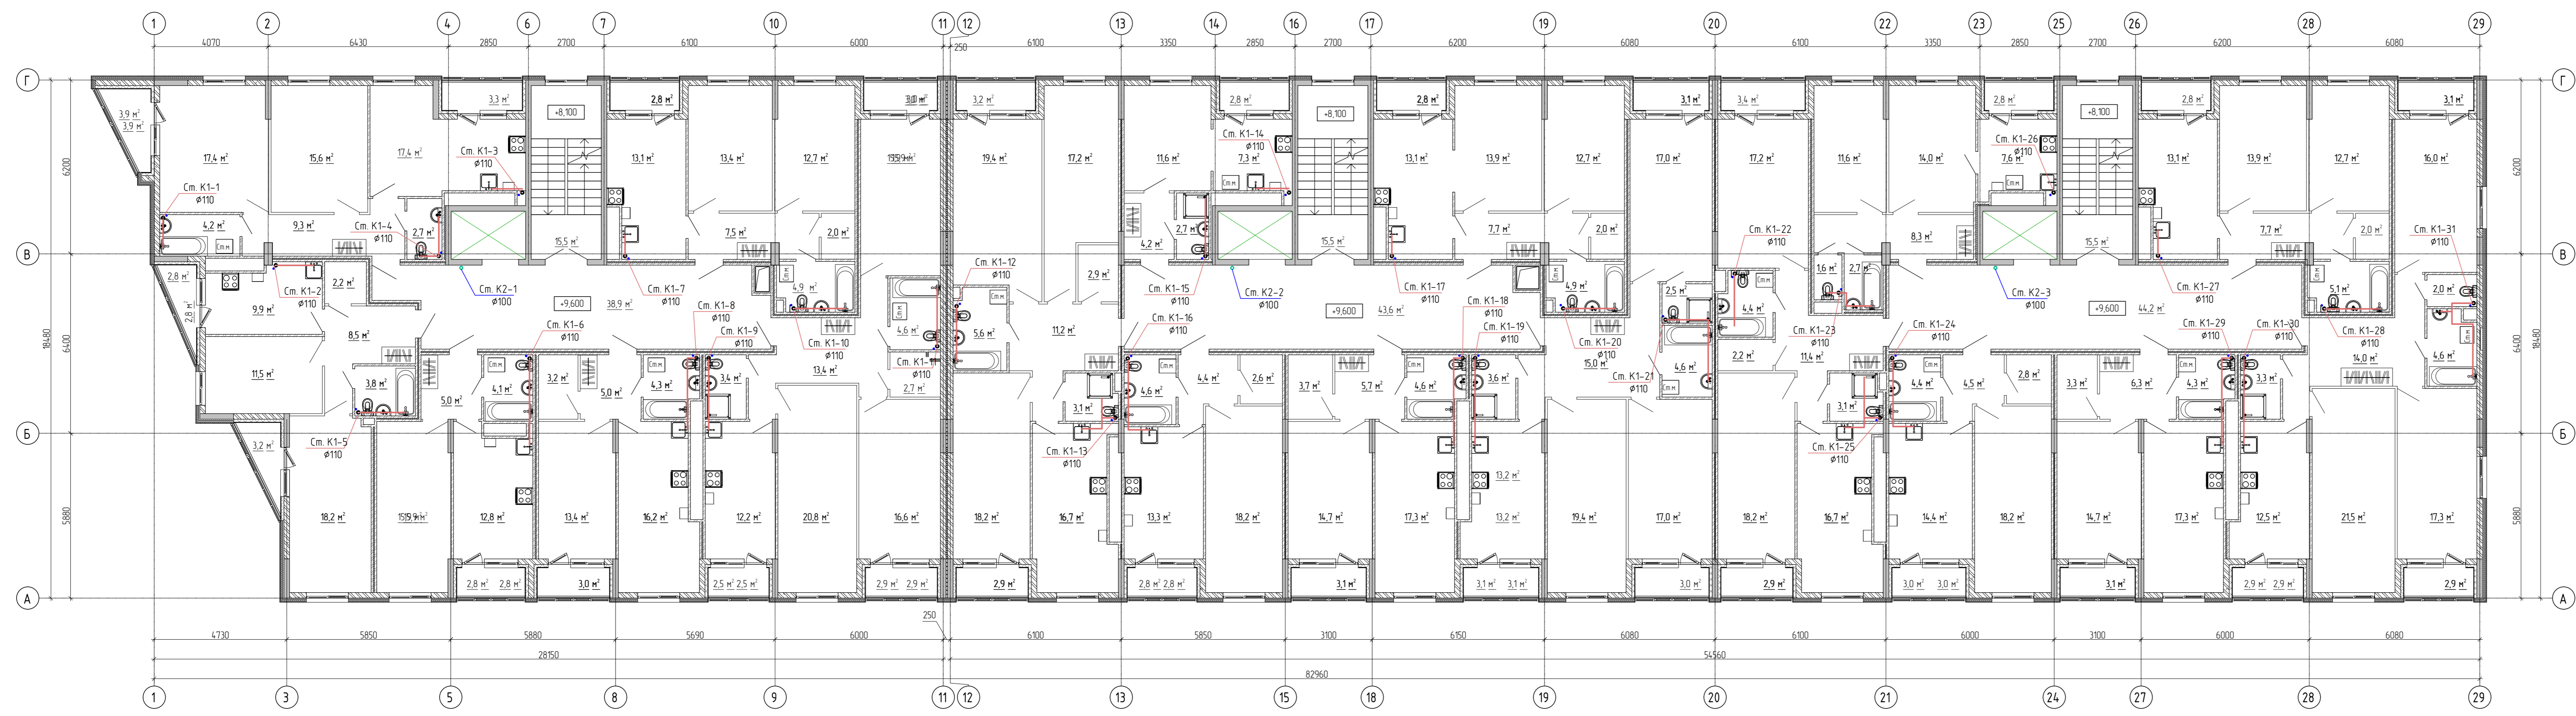 1 2 4 6 7 10 11 12 13 14 16 17 19 20 22 23 25 26 28 29
4070 6430 2850 2700 6100 6000 250 6100 3350 2850 2700 6200 6080 6100 3350 2850 2700 6200 6080
Г Г
3,3 м² 2,8 м² 3,2 м² 2,8 м² 2,8 м² 3,1 м² 3,4 м² 2,8 м² 2,8 м² 3,1 м²
+8,100 +8,100 +8,100
3,9 м²
3,9 м²
17,4 м² 15,6 м² 17,4 м² 13,1 м² 13,4 м² 12,7 м² 19,4 м² 17,2 м² 11,6 м² 7,3 м² 13,1 м² 13,9 м² 12,7 м² 17,0 м² 17,2 м² 11,6 м² 14,0 м² 7,6 м² 13,1 м² 13,9 м² 12,7 м² 16,0 м²
Ст. К1-3
ø110
Ст. К1-14
ø110
Ст. К1-26
ø110
Ст. К1-1
ø110
Ст. К1-4
ø110
6200 6200
4,2 м² 9,3 м² 2,7 м² 15,5 м² 7,5 м² 2,0 м² 4,2 м² 2,7 м² 15,5 м² 7,7 м² 2,0 м² 8,3 м² 15,5 м² 7,7 м² 2,0 м²
Ст.м Ст.м Ст.м
Ст. К1-22
ø110
Ст. К1-31
ø110
В В
2,8 м² 2,2 м² 2,9 м² 1,6 м² 2,7 м²
Ст. К1-2
ø110
Ст. К2-1
ø100
Ст. К1-7
ø110
Ст. К1-12
ø110
Ст. К1-15
ø110
Ст. К2-2
ø100
Ст. К1-17
ø110
Ст. К2-3
ø100
Ст. К1-27
ø110
4,9 м² 4,9 м² 2,5 м² 5,1 м² 2,0 м²
+9,600 38,9 м² +9,600 43,6 м² +9,600 44,2 м²
2,8 м² 9,9 м² 8,5 м² 4,6 м² 5,6 м² 11,2 м² 4,4 м²
Ст. К1-6
ø110
Ст. К1-8
ø110
Ст. К1-9
ø110
Ст. К1-10
ø110
Ст. К1-11
ø110
Ст. К1-16
ø110
Ст. К1-18
ø110
Ст. К1-19
ø110
Ст. К1-20
ø110
Ст. К1-21
ø110
Ст. К1-23
ø110
Ст. К1-24
ø110
Ст. К1-29
ø110
Ст. К1-30
ø110
Ст. К1-28
ø110
18480 6400 6400 18480
11,5 м² 3,8 м² 5,0 м² 4,1 м² 3,2 м² 5,0 м² 4,3 м² 3,4 м² 13,4 м² 2,7 м² 3,1 м² 4,6 м² 4,4 м² 2,6 м² 3,7 м² 5,7 м² 4,6 м² 3,6 м² 15,0 м² 4,6 м² 2,2 м² 11,4 м² 3,1 м² 4,4 м² 4,5 м² 2,8 м² 3,3 м² 6,3 м² 4,3 м² 3,3 м² 14,0 м² 4,6 м²
Б Б
3,2 м²
Ст. К1-5
ø110
Ст. К1-13
ø110
Ст. К1-25
ø110
13,2 м²
5880 5880
18,2 м² 12,8 м² 13,4 м² 16,2 м² 12,2 м² 20,8 м² 16,6 м² 18,2 м² 16,7 м² 13,3 м² 18,2 м² 14,7 м² 17,3 м² 13,2 м² 19,4 м² 17,0 м² 18,2 м² 16,7 м² 14,4 м² 18,2 м² 14,7 м² 17,3 м² 12,5 м² 21,5 м² 17,3 м²
2,8 м² 2,8 м² 3,0 м² 2,5 м² 2,5 м² 2,9 м² 2,9 м² 2,9 м² 2,8 м² 2,8 м² 3,1 м² 3,1 м² 3,1 м² 3,0 м² 2,9 м² 3,0 м² 3,0 м² 3,1 м² 2,9 м² 2,9 м² 2,9 м²
А А
250
4730 5850 5880 5690 6000 6100 5850 3100 6150 6080 6100 6000 3100 6000 6080
28150 54560
82960
1 3 5 8 9 11 12 13 15 18 19 20 21 24 27 28 29